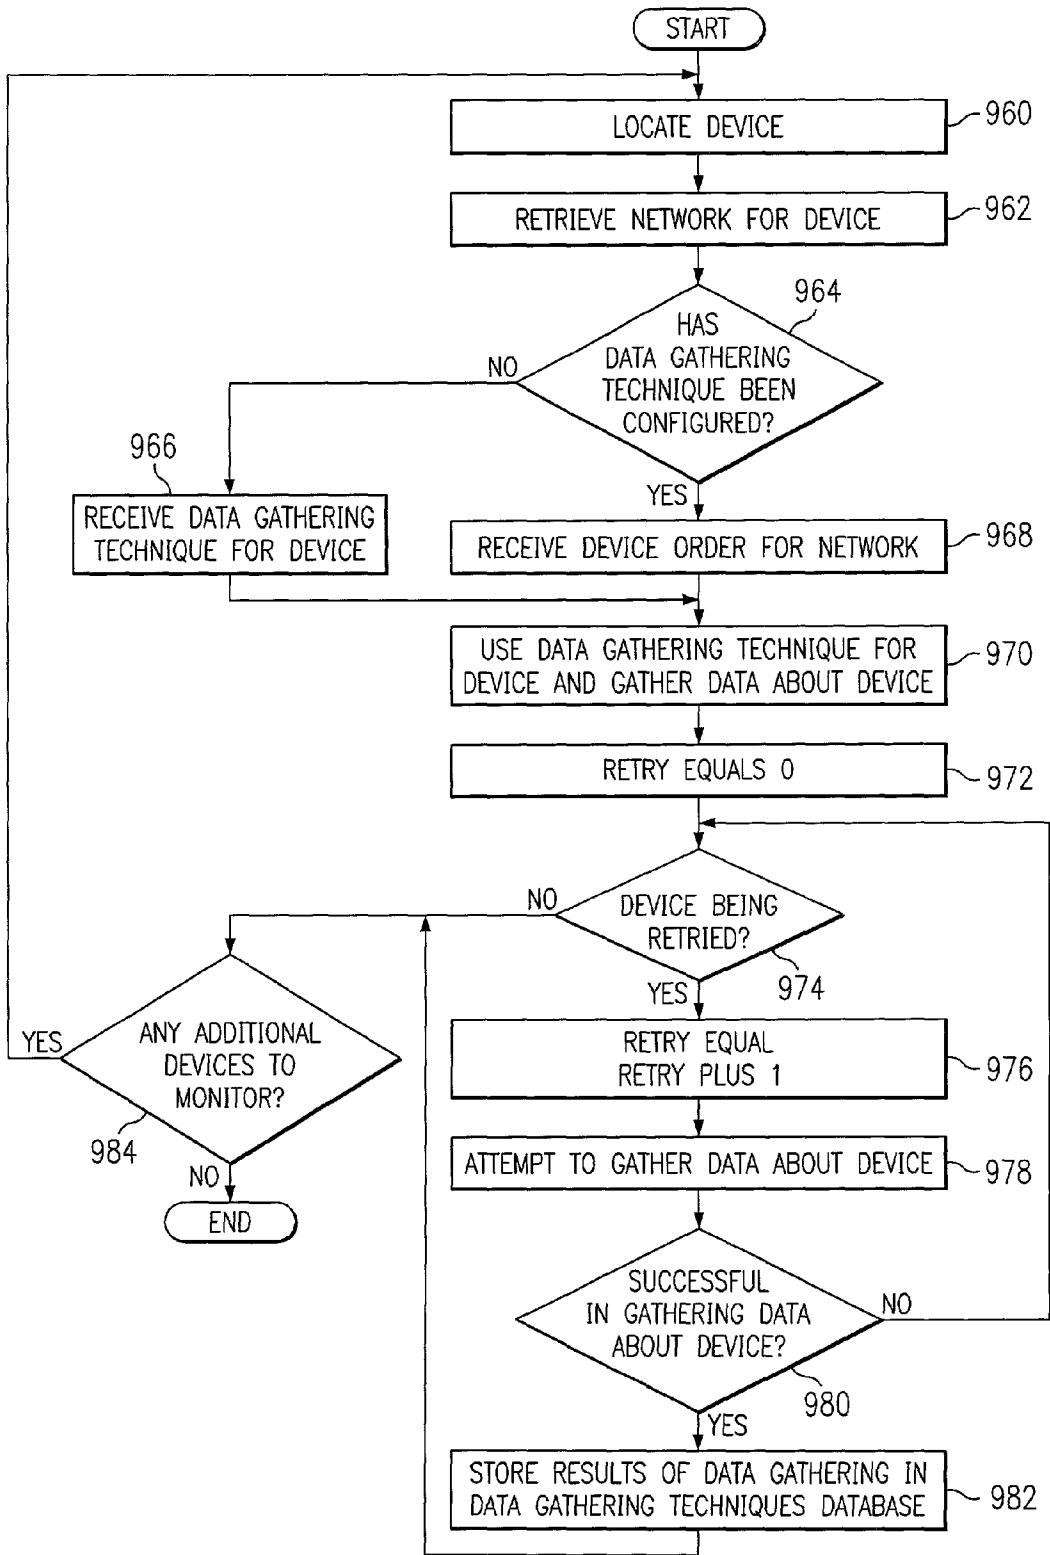 START
LOCATE DEVICE
960
RETRIEVE NETWORK FOR DEVICE
962
964
HAS
DATA GATHERING
TECHNIQUE BEEN
CONFIGURED?
NO
YES
966
RECEIVE DATA GATHERING
TECHNIQUE FOR DEVICE
RECEIVE DEVICE ORDER FOR NETWORK
968
USE DATA GATHERING TECHNIQUE FOR
DEVICE AND GATHER DATA ABOUT DEVICE
970
RETRY EQUALS 0
972
NO
DEVICE BEING
RETRIED?
974
YES
YES
ANY ADDITIONAL
DEVICES TO
MONITOR?
984
NO
END
RETRY EQUAL
RETRY PLUS 1
976
ATTEMPT TO GATHER DATA ABOUT DEVICE
978
SUCCESSFUL
IN GATHERING DATA
ABOUT DEVICE?
NO
980
YES
STORE RESULTS OF DATA GATHERING IN
DATA GATHERING TECHNIQUES DATABASE
982